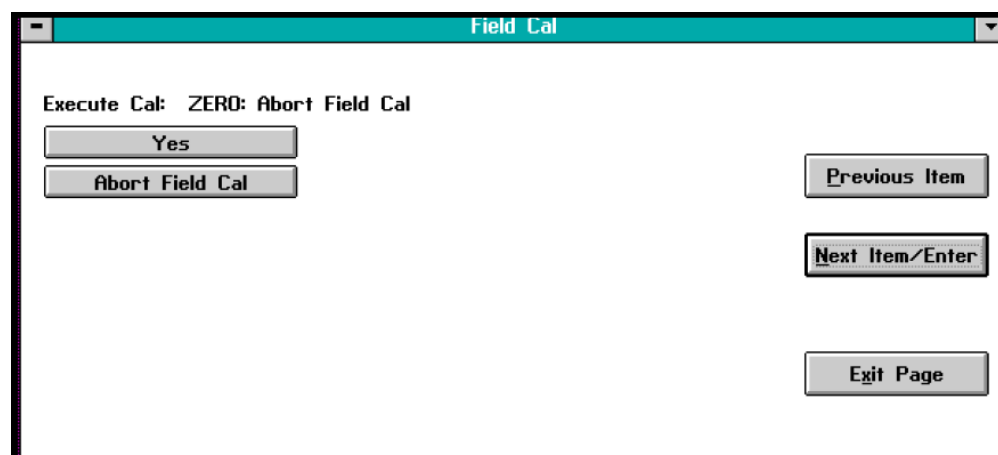 Field Cal
Execute Cal: ZERO: Abort Field Cal
Yes
Abort Field Cal
Previous Item
Next Item/Enter
Exit Page